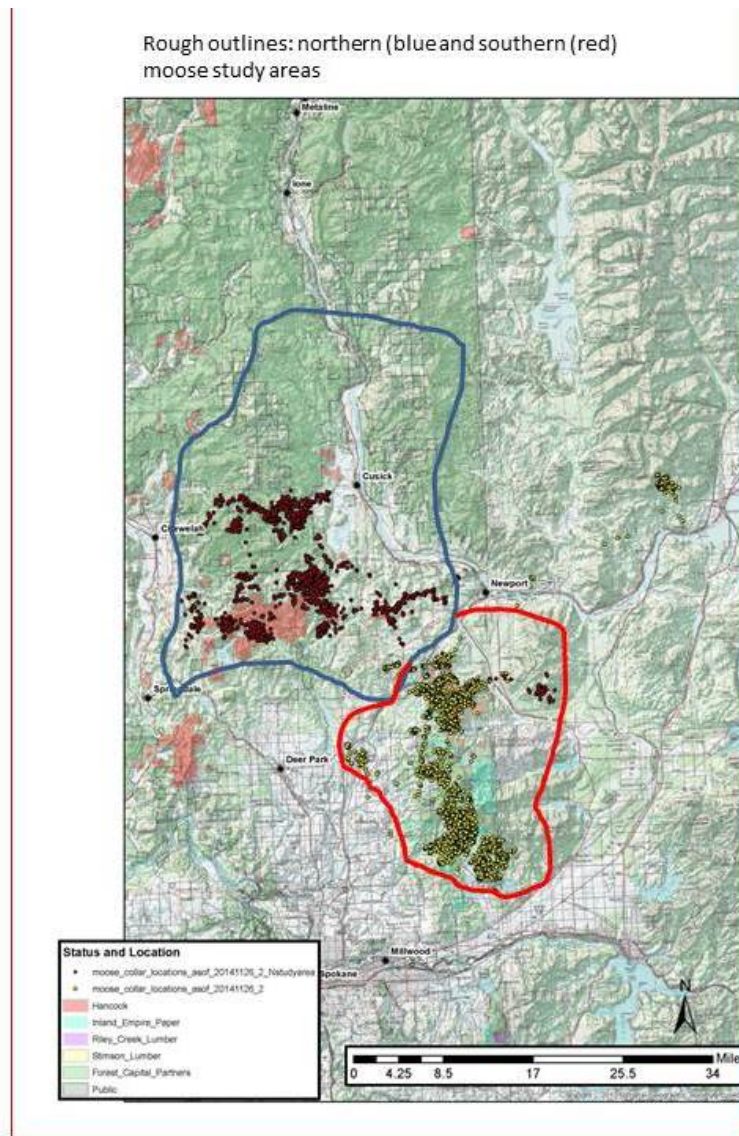 Rough outlines: northern (blue and southern (red)
moose study areas
Metaline
Ione
Cusick
Chewelah
Newport
Springdale
Deer Park
Millwood
Spokane
Status and Location
moose_collar_locations_asof_20141126_2_Nstudyarea
moose_collar_locations_asof_20141126_2
Hancock
Inland_Empire_Paper
Riley_Creek_Lumber
Stimson_Lumber
Forest_Capital_Partners
Public
N
Mile
0 4.25 8.5 17 25.5 34